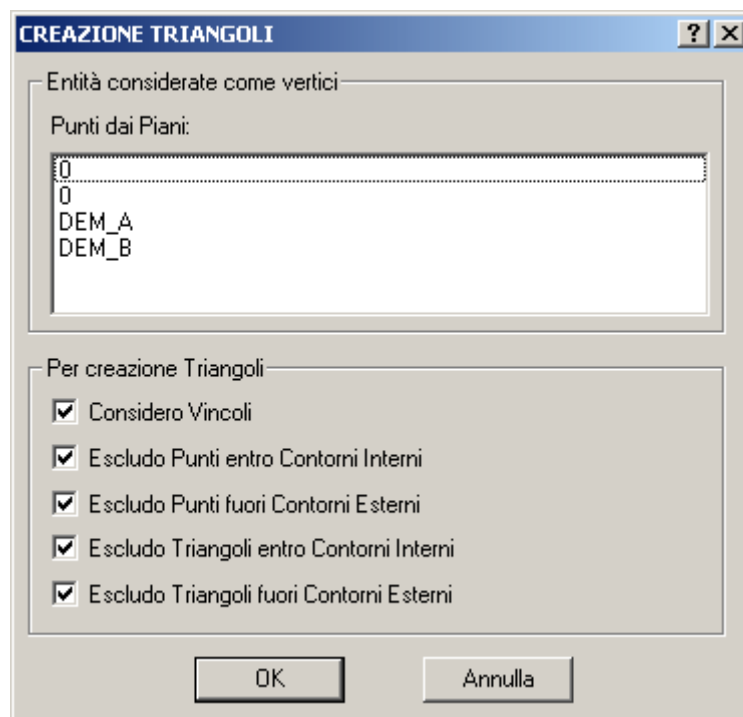 CREAZIONE TRIANGOLI
Entità considerate come vertici
Punti dai Piani:
0
0
DEM_A
DEM_B
Per creazione Triangoli
Considero Vincoli
Escludo Punti entro Contorni Interni
Escludo Punti fuori Contorni Esterni
Escludo Triangoli entro Contorni Interni
Escludo Triangoli fuori Contorni Esterni
OK Annulla